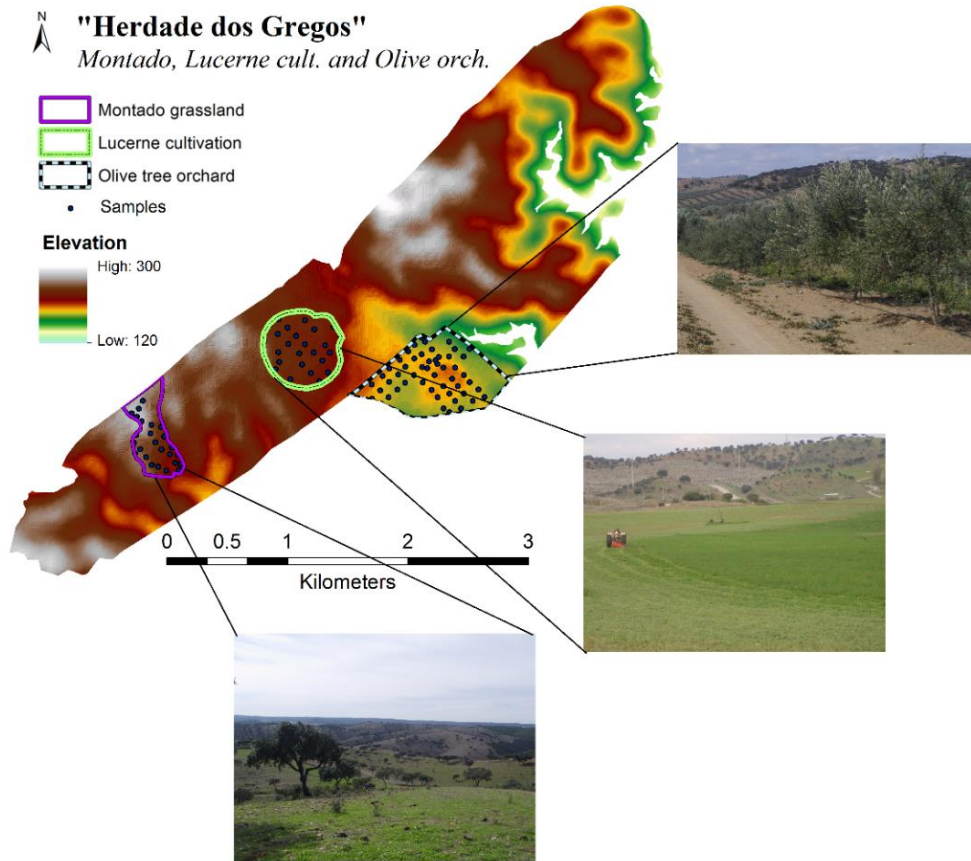 N
"Herdade dos Gregos"
Montado, Lucerne cult. and Olive orch.
Montado grassland
Lucerne cultivation
Olive tree orchard
Samples
Elevation
High: 300
Low: 120
0 0.5 1 2 3
Kilometers